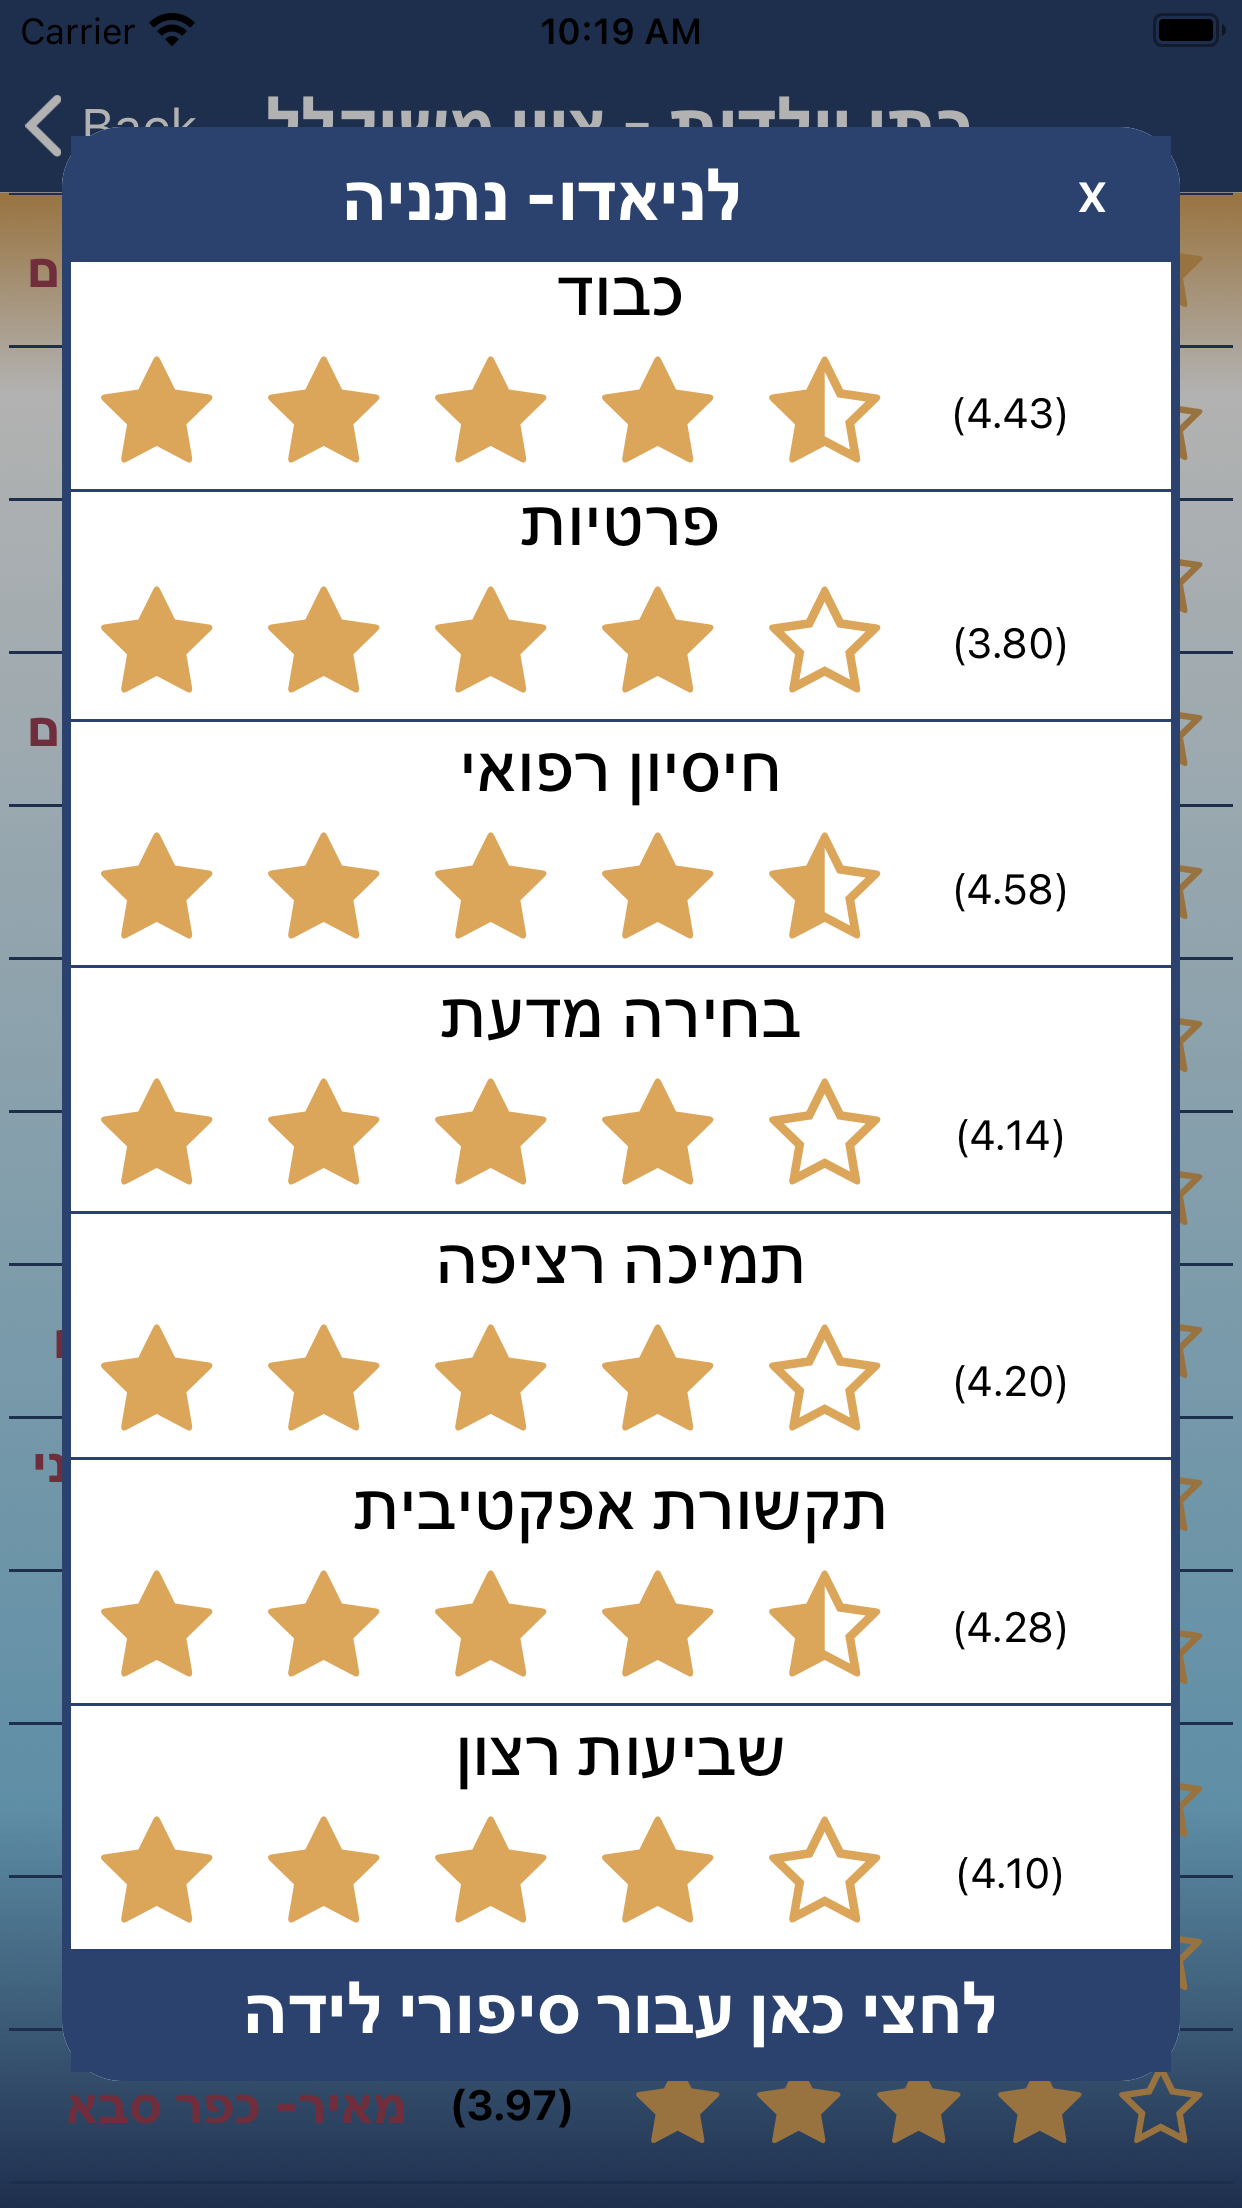 Carrier
10:19 AM
Back
לניאדו- נתניה
X
כבוד
(4.43)
פרטיות
(3.80)
חיסיון רפואי
(4.58)
בחירה מדעת
(4.14)
תמיכה רציפה
(4.20)
תקשורת אפקטיבית
(4.28)
שביעות רצון
(4.10)
לחצי כאן עבור סיפורי לידה
מאיר- כפר סבא (3.97)